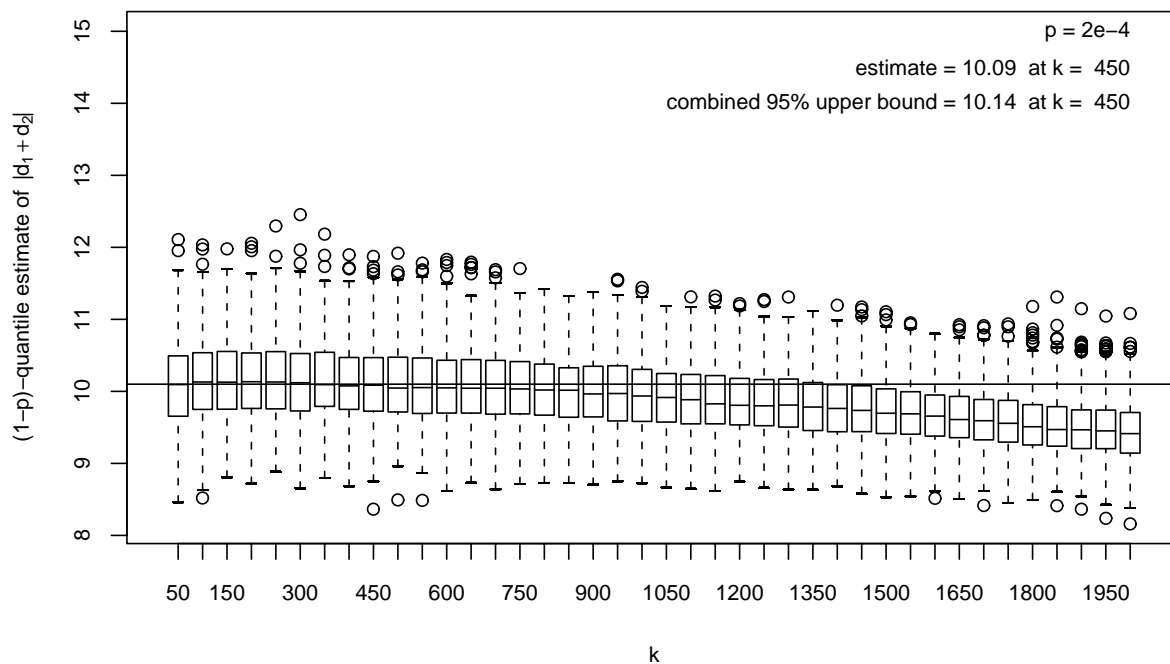 p = 2e−4
estimate = 10.09 at k = 450
combined 95% upper bound = 10.14 at k = 450
(1−p)−quantile estimate of |d₁+d₂|
15
14
13
12
11
10
9
8
50 150 300 450 600 750 900 1050 1200 1350 1500 1650 1800 1950
k